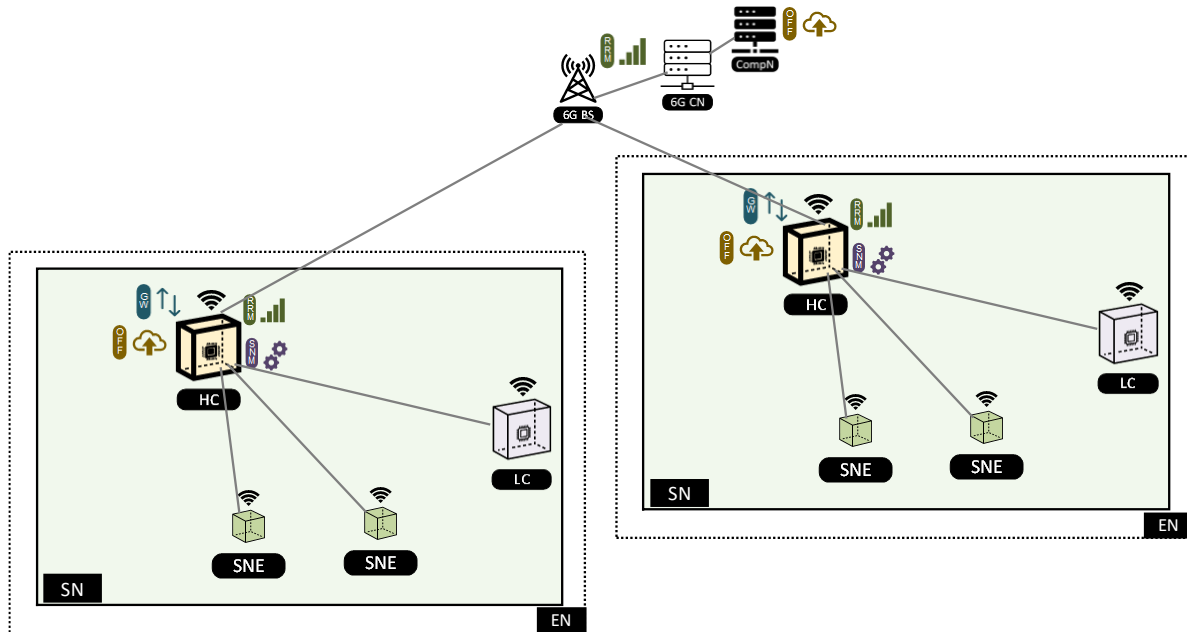 OFF
CompN
RRM
6G CN
6G BS
GW
RRM
OFF
SNM
HC
LC
SNE
SNE
SN
EN
GW
RRM
OFF
SNM
HC
LC
SNE
SNE
SN
EN